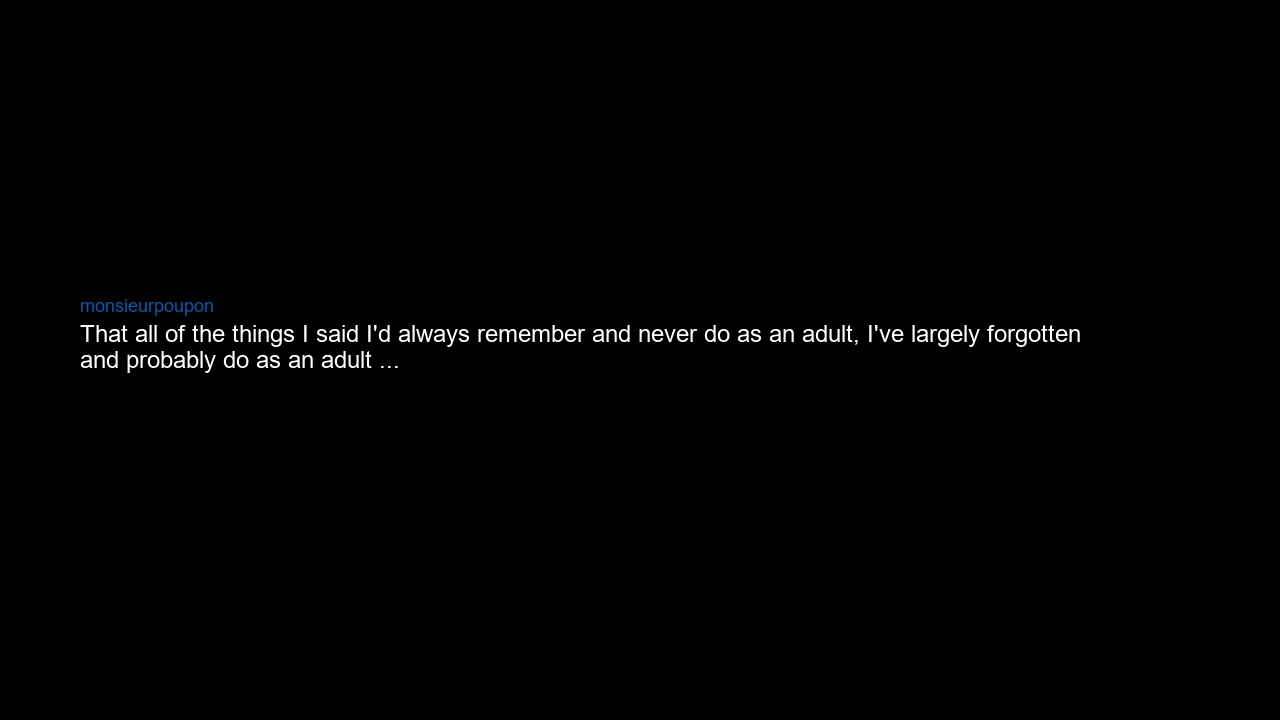 monsieurpoupon
That all of the things I said I'd always remember and never do as an adult, I've largely forgotten
and probably do as an adult ...